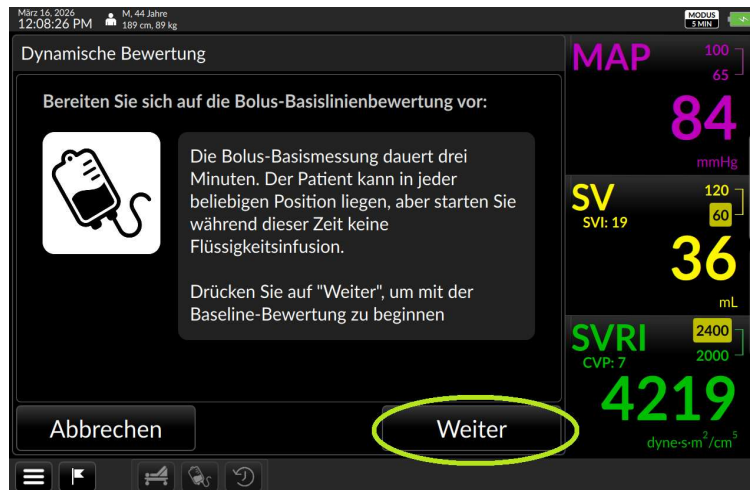 März 16, 2026
12:08:26 PM
M, 44 Jahre
189 cm, 89 kg
MODUS
5 MIN
Dynamische Bewertung
Bereiten Sie sich auf die Bolus-Basislinienbewertung vor:
Die Bolus-Basismessung dauert drei
Minuten. Der Patient kann in jeder
beliebigen Position liegen, aber starten Sie
während dieser Zeit keine
Flüssigkeitsinfusion.
Drücken Sie auf "Weiter", um mit der
Baseline-Bewertung zu beginnen
Abbrechen
Weiter
MAP
100
65
84
mmHg
SV
SVI: 19
120
60
36
mL
SVRI
CVP: 7
2400
2000
4219
dyne·s·m²/cm⁵